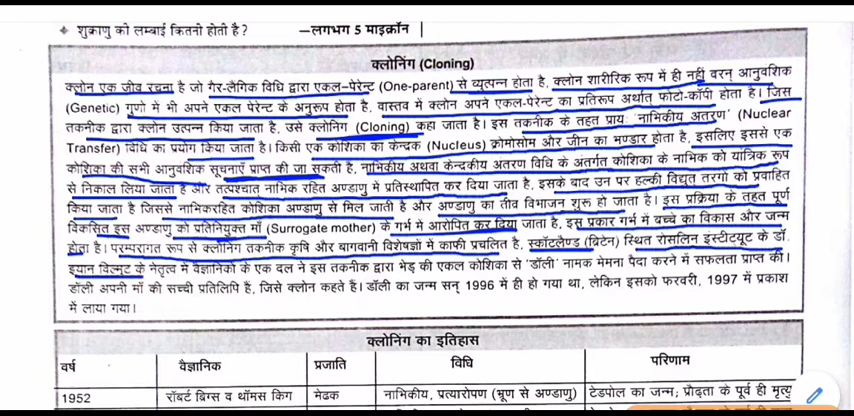 ❖ शुक्राणु की लम्बाई कितनी होती है ? —लगभग 5 माइक्रॉन
क्लोनिंग (Cloning)
क्लोन एक जीव रचना है जो गैर-लैंगिक विधि द्वारा एकल-पेरेन्ट (One-parent) से व्युत्पन्न होता है, क्लोन शारीरिक रूप में ही नहीं वरन् आनुवंशिक
(Genetic) गुणो में भी अपने एकल पेरेन्ट के अनुरूप होता है, वास्तव में क्लोन अपने एकल-पेरेन्ट का प्रतिरूप अर्थात फोटो-कॉपी होता है। जिस
तकनीक द्वारा क्लोन उत्पन्न किया जाता है, उसे क्लोनिंग (Cloning) कहा जाता है। इस तकनीक के तहत प्राय: 'नाभिकीय अतरण' (Nuclear
Transfer) विधि का प्रयोग किया जाता है। किसी एक कोशिका का केन्दक (Nucleus) क्रोमोसोम और जीन का भण्डार होता है, इसलिए इससे एक
कोशिका की सभी आनुवंशिक सूचनाएँ प्राप्त की जा सकती है, नाभिकीय अथवा केन्दकीय अतरण विधि के अंतर्गत कोशिका के नाभिक को यांत्रिक रूप
से निकाल लिया जाता है और तत्पश्चात नाभिक रहित अण्डाणु मे प्रतिस्थापित कर दिया जाता है, इसके बाद उन पर हल्की विद्युत तरगो को प्रवाहित
किया जाता है जिससे नाभिकरहित कोशिका अण्डाणु से मिल जाती है और अण्डाणु का तीव विभाजन शुरू हो जाता है। इस प्रक्रिया के तहत पूर्ण
विकसित इस अण्डाणु को प्रतिनियुक्त माँ (Surrogate mother) के गर्भ मे आरोपित कर दिया जाता है, इस प्रकार गर्भ में बच्चे का विकास और जन्म
होता है। परम्परागत रूप से क्लोनिंग तकनीक कृषि और बागवानी विशेषज्ञो में काफी प्रचलित है, स्कॉटलैण्ड (ब्रिटेन) स्थित रोसलिन इंस्टीटयूट के डॉ.
इयान विल्मुट के नेतृत्व में वैज्ञानिको के एक दल ने इस तकनीक द्वारा भेड़ की एकल कोशिका से 'डॉली' नामक मेमना पैदा करने में सफलता प्राप्त की।
डॉली अपनी माँ की सच्ची प्रतिलिपि है, जिसे क्लोन कहते हैं। डॉली का जन्म सन् 1996 में ही हो गया था, लेकिन इसको फरवरी, 1997 में प्रकाश
में लाया गया।
क्लोनिंग का इतिहास
वर्ष वैज्ञानिक प्रजाति विधि परिणाम
1952 रॉबर्ट ब्रिग्स व थॉमस किग मेढक नाभिकीय, प्रत्यारोपण (भ्रूण से अण्डाणु) टेडपोल का जन्म; प्रौढ़ता के पूर्व ही मृत्यु